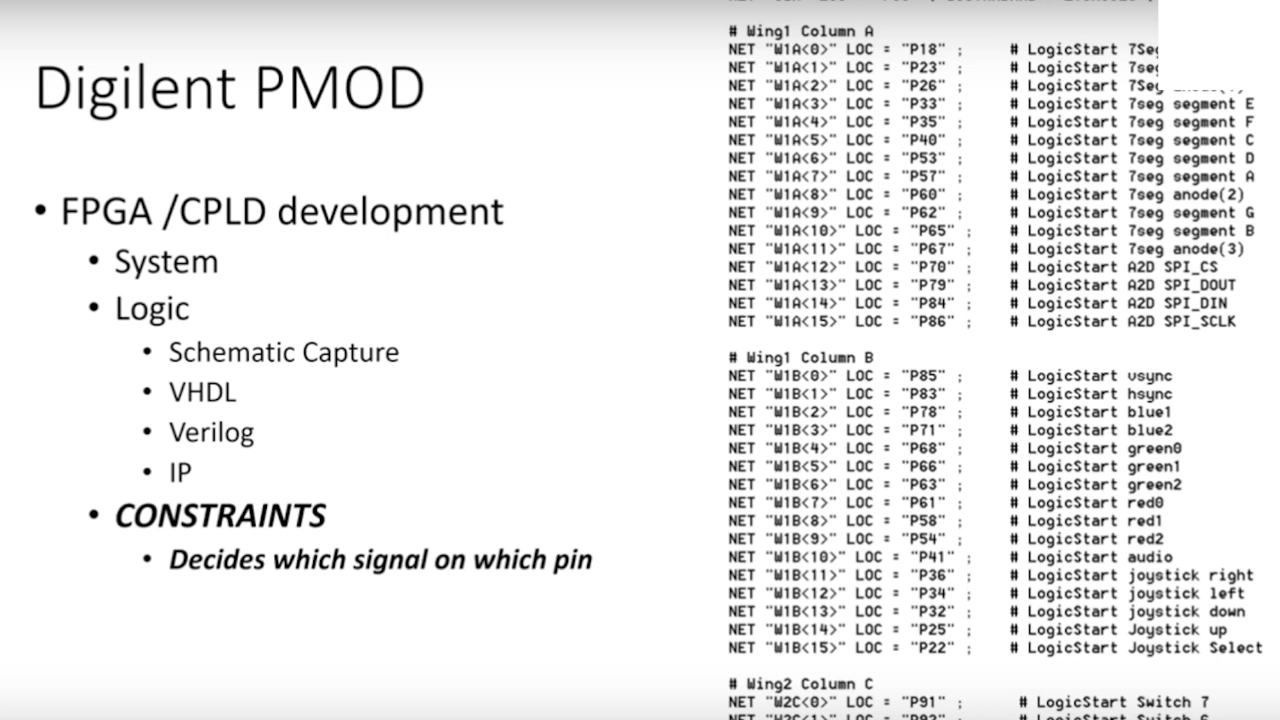 Digilent PMOD
• FPGA /CPLD development
• System
• Logic
• Schematic Capture
• VHDL
• Verilog
• IP
• CONSTRAINTS
• Decides which signal on which pin
# Wing1 Column A
NET "W1A<0>" LOC = "P18" ; # LogicStart 7Seg
NET "W1A<1>" LOC = "P23" ; # LogicStart 7seg
NET "W1A<2>" LOC = "P26" ; # LogicStart 7Seg
NET "W1A<3>" LOC = "P33" ; # LogicStart 7seg segment E
NET "W1A<4>" LOC = "P35" ; # LogicStart 7seg segment F
NET "W1A<5>" LOC = "P40" ; # LogicStart 7seg segment C
NET "W1A<6>" LOC = "P53" ; # LogicStart 7seg segment D
NET "W1A<7>" LOC = "P57" ; # LogicStart 7seg segment A
NET "W1A<8>" LOC = "P60" ; # LogicStart 7seg anode(2)
NET "W1A<9>" LOC = "P62" ; # LogicStart 7seg segment G
NET "W1A<10>" LOC = "P65" ; # LogicStart 7seg segment B
NET "W1A<11>" LOC = "P67" ; # LogicStart 7seg anode(3)
NET "W1A<12>" LOC = "P70" ; # LogicStart A2D SPI_CS
NET "W1A<13>" LOC = "P79" ; # LogicStart A2D SPI_DOUT
NET "W1A<14>" LOC = "P84" ; # LogicStart A2D SPI_DIN
NET "W1A<15>" LOC = "P86" ; # LogicStart A2D SPI_SCLK
# Wing1 Column B
NET "W1B<0>" LOC = "P85" ; # LogicStart vsync
NET "W1B<1>" LOC = "P83" ; # LogicStart hsync
NET "W1B<2>" LOC = "P78" ; # LogicStart blue1
NET "W1B<3>" LOC = "P71" ; # LogicStart blue2
NET "W1B<4>" LOC = "P68" ; # LogicStart green0
NET "W1B<5>" LOC = "P66" ; # LogicStart green1
NET "W1B<6>" LOC = "P63" ; # LogicStart green2
NET "W1B<7>" LOC = "P61" ; # LogicStart red0
NET "W1B<8>" LOC = "P58" ; # LogicStart red1
NET "W1B<9>" LOC = "P54" ; # LogicStart red2
NET "W1B<10>" LOC = "P41" ; # LogicStart audio
NET "W1B<11>" LOC = "P36" ; # LogicStart joystick right
NET "W1B<12>" LOC = "P34" ; # LogicStart joystick left
NET "W1B<13>" LOC = "P32" ; # LogicStart joystick down
NET "W1B<14>" LOC = "P25" ; # LogicStart Joystick up
NET "W1B<15>" LOC = "P22" ; # LogicStart Joystick Select
# Wing2 Column C
NET "W2C<0>" LOC = "P91" ; # LogicStart Switch 7